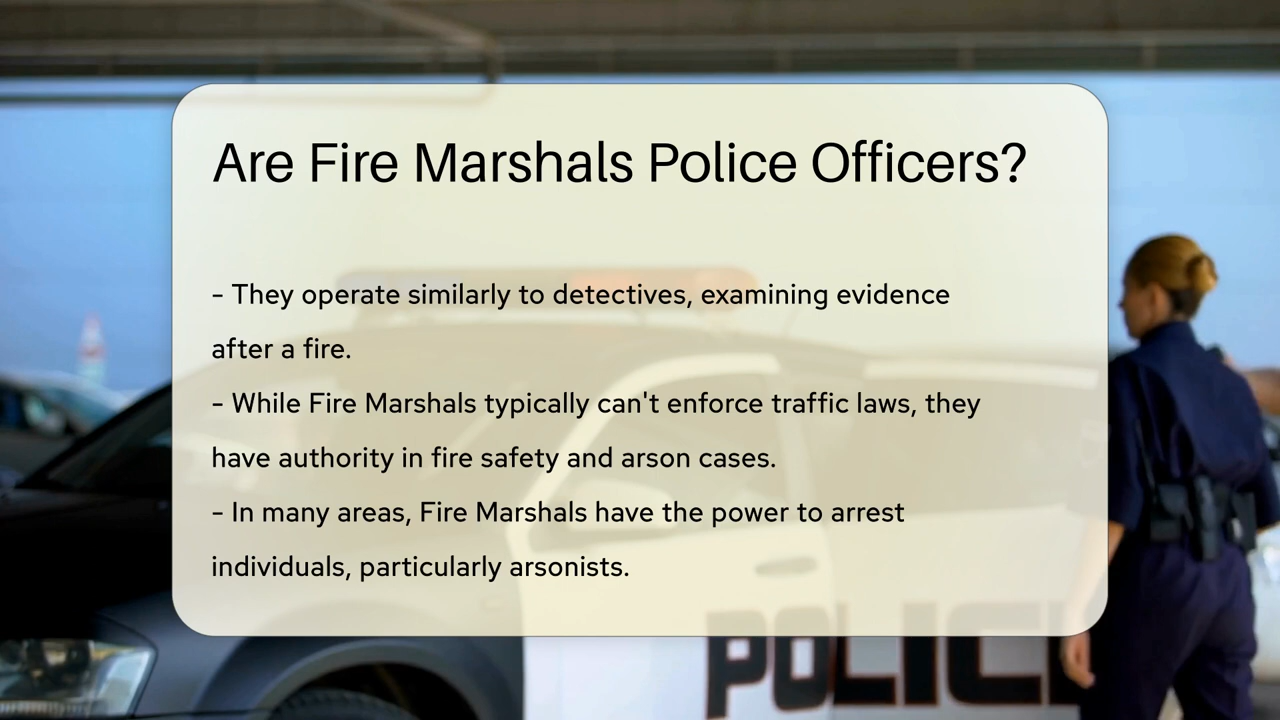 Are Fire Marshals Police Officers?
- They operate similarly to detectives, examining evidence
after a fire.
- While Fire Marshals typically can't enforce traffic laws, they
have authority in fire safety and arson cases.
- In many areas, Fire Marshals have the power to arrest
individuals, particularly arsonists.
POLICE